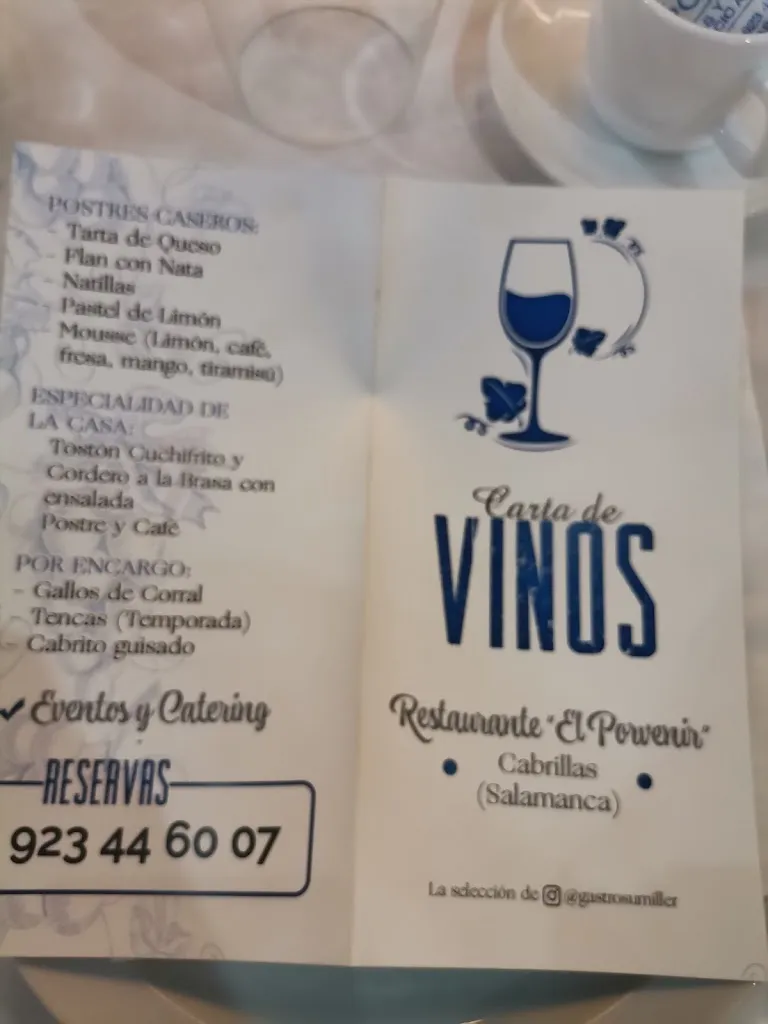 POSTRES CASEROS:
Tarta de Queso
- Flan con Nata
- Natillas
- Pastel de Limón
Mousse (Limón, café,
fresa, mango, tiramisú)
ESPECIALIDAD DE
LA CASA:
Tostón Cuchifrito y
Cordero a la Brasa con
ensalada
Postre y Café
POR ENCARGO:
- Gallos de Corral
- Tencas (Temporada)
- Cabrito guisado
✓ Eventos y Catering
RESERVAS
923 44 60 07
Carta de
VINOS
Restaurante "El Porvenir"
• Cabrillas •
(Salamanca)
La selección de @gastrosumiller